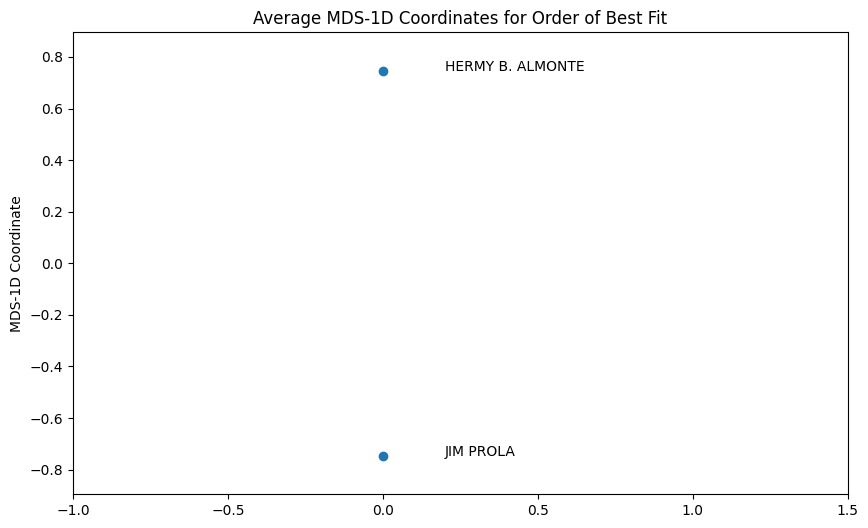 Average MDS-1D Coordinates for Order of Best Fit
MDS-1D Coordinate
0.8
0.6
0.4
0.2
0.0
−0.2
−0.4
−0.6
−0.8
HERMY B. ALMONTE
JIM PROLA
−1.0 −0.5 0.0 0.5 1.0 1.5